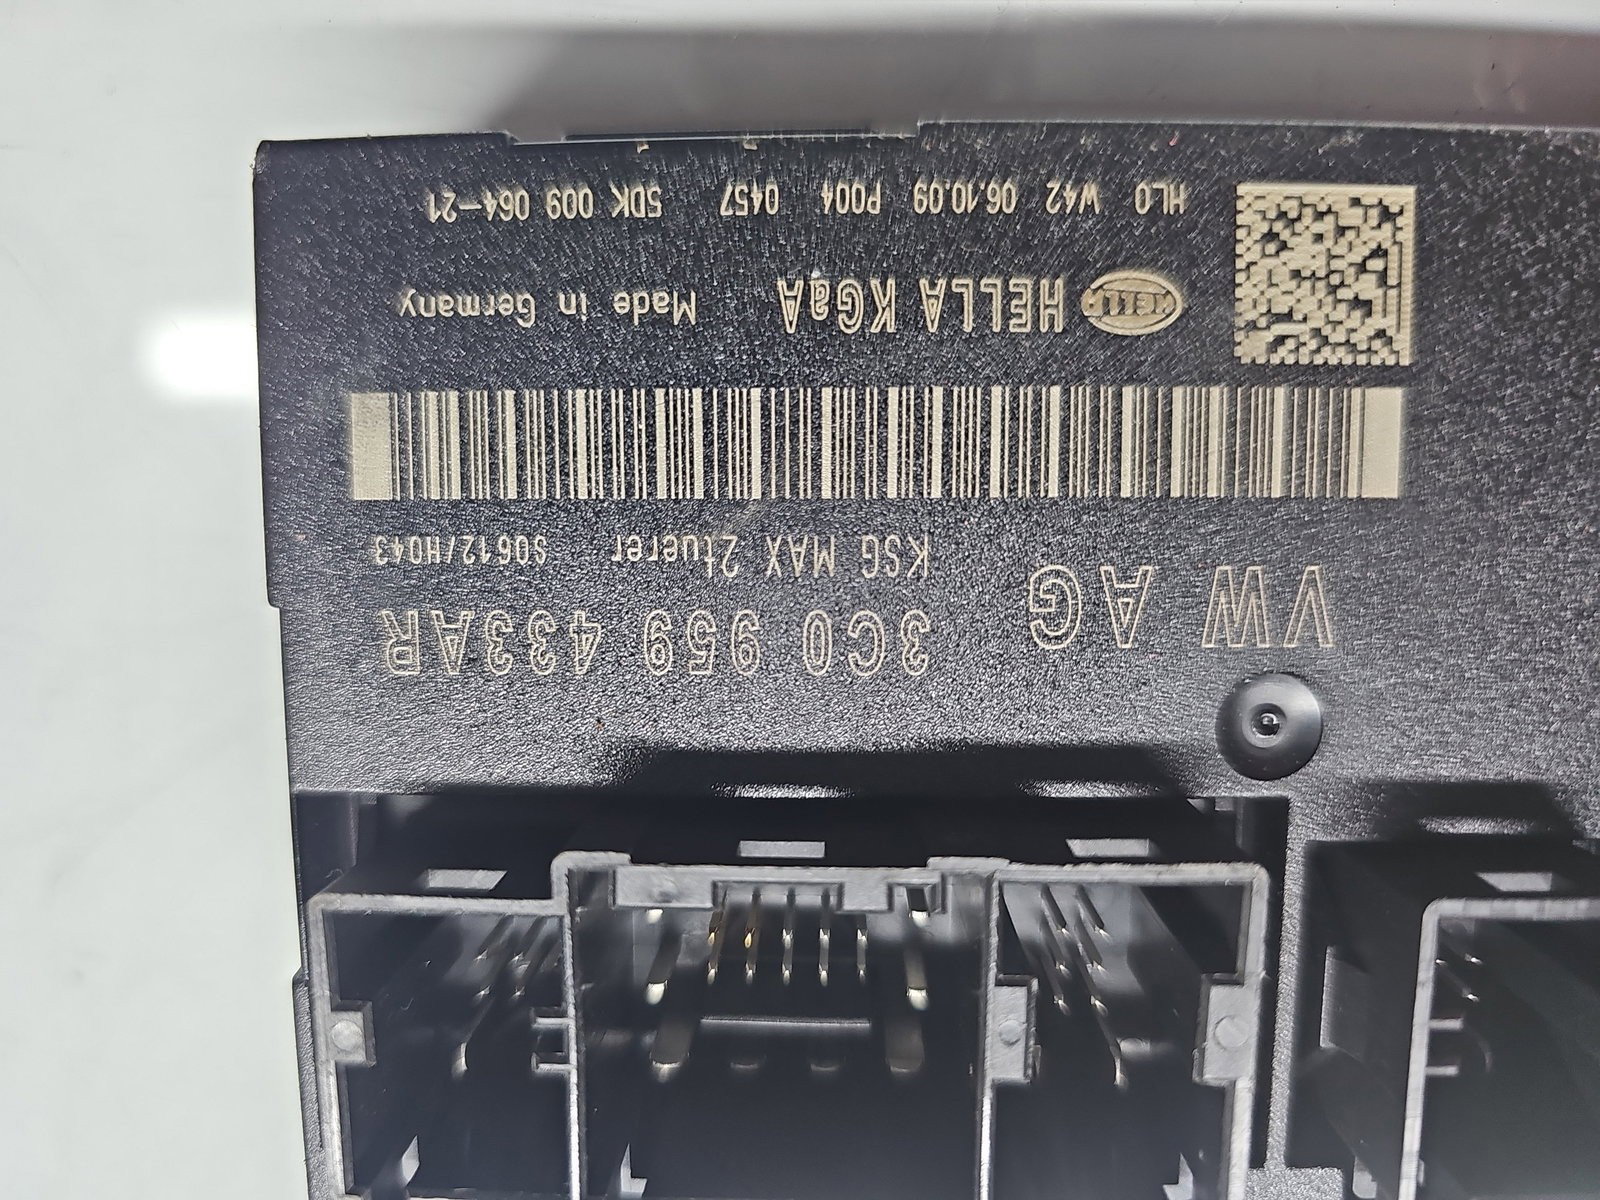 VW AG 3C0 959 433AR
KSG MAX 2tuerer S0612/H043
HELLA HELLA KGaA Made in Germany
HLO W42 06.10.09 P004 0457 5DK 009 064-21